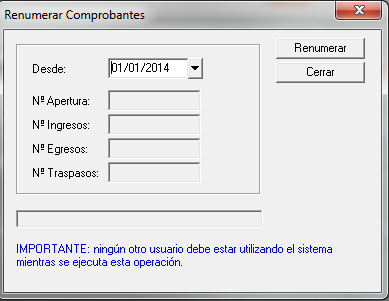 Renumerar Comprobantes
Desde: 01/01/2014
Renumerar
Cerrar
Nº Apertura:
Nº Ingresos:
Nº Egresos:
Nº Traspasos:
IMPORTANTE: ningún otro usuario debe estar utilizando el sistema
mientras se ejecuta esta operación.